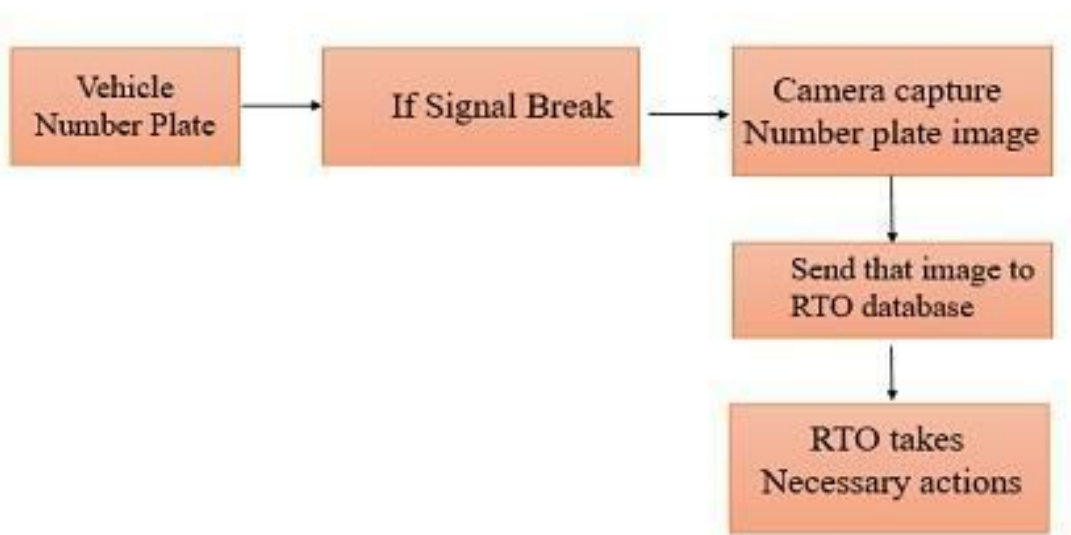 Vehicle
Number Plate
If Signal Break
Camera capture
Number plate image
Send that image to
RTO database
RTO takes
Necessary actions